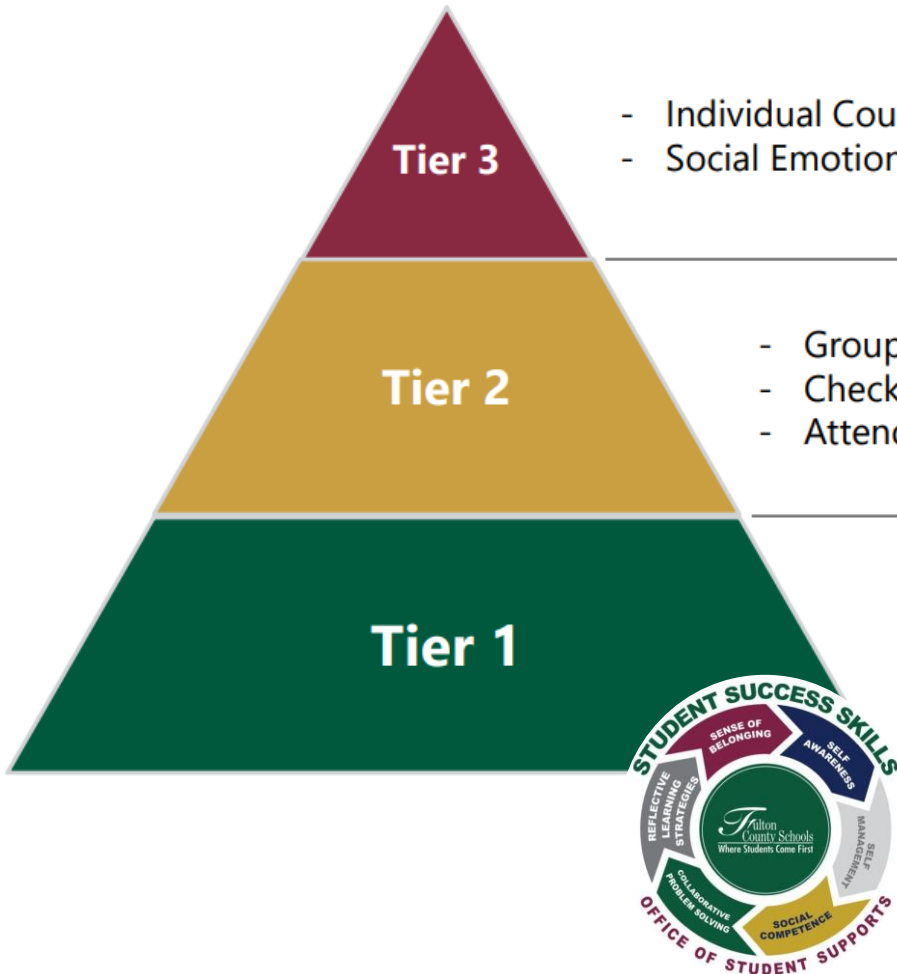 Tier 3
- Individual Cou
- Social Emotion
Tier 2
- Group
- Check
- Attend
Tier 1
STUDENT SUCCESS SKILLS
SENSE OF
BELONGING
SELF
AWARENESS
SELF
MANAGEMENT
SOCIAL
COMPETENCE
COLLABORATIVE
PROBLEM SOLVING
REFLECTIVE
LEARNING
STRATEGIES
Fulton
County Schools
Where Students Come First
OFFICE OF STUDENT SUPPORTS